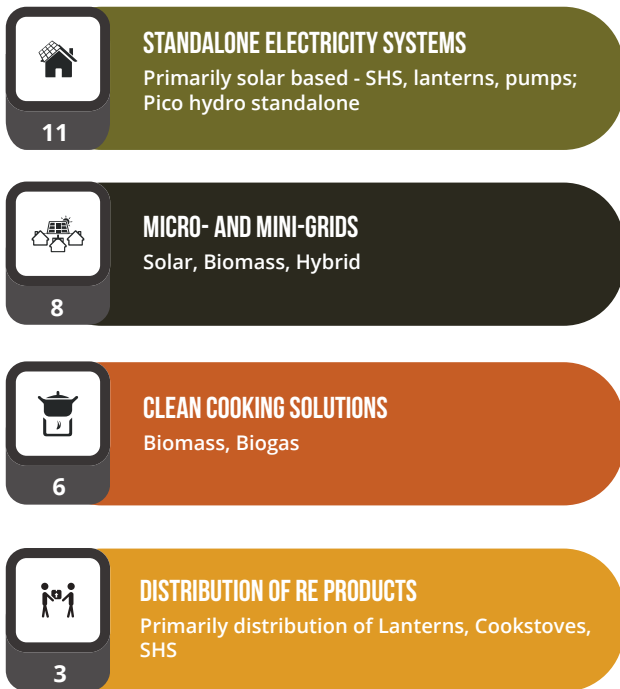 STANDALONE ELECTRICITY SYSTEMS
Primarily solar based - SHS, lanterns, pumps;
Pico hydro standalone
11
MICRO- AND MINI-GRIDS
Solar, Biomass, Hybrid
8
CLEAN COOKING SOLUTIONS
Biomass, Biogas
6
DISTRIBUTION OF RE PRODUCTS
Primarily distribution of Lanterns, Cookstoves,
SHS
3